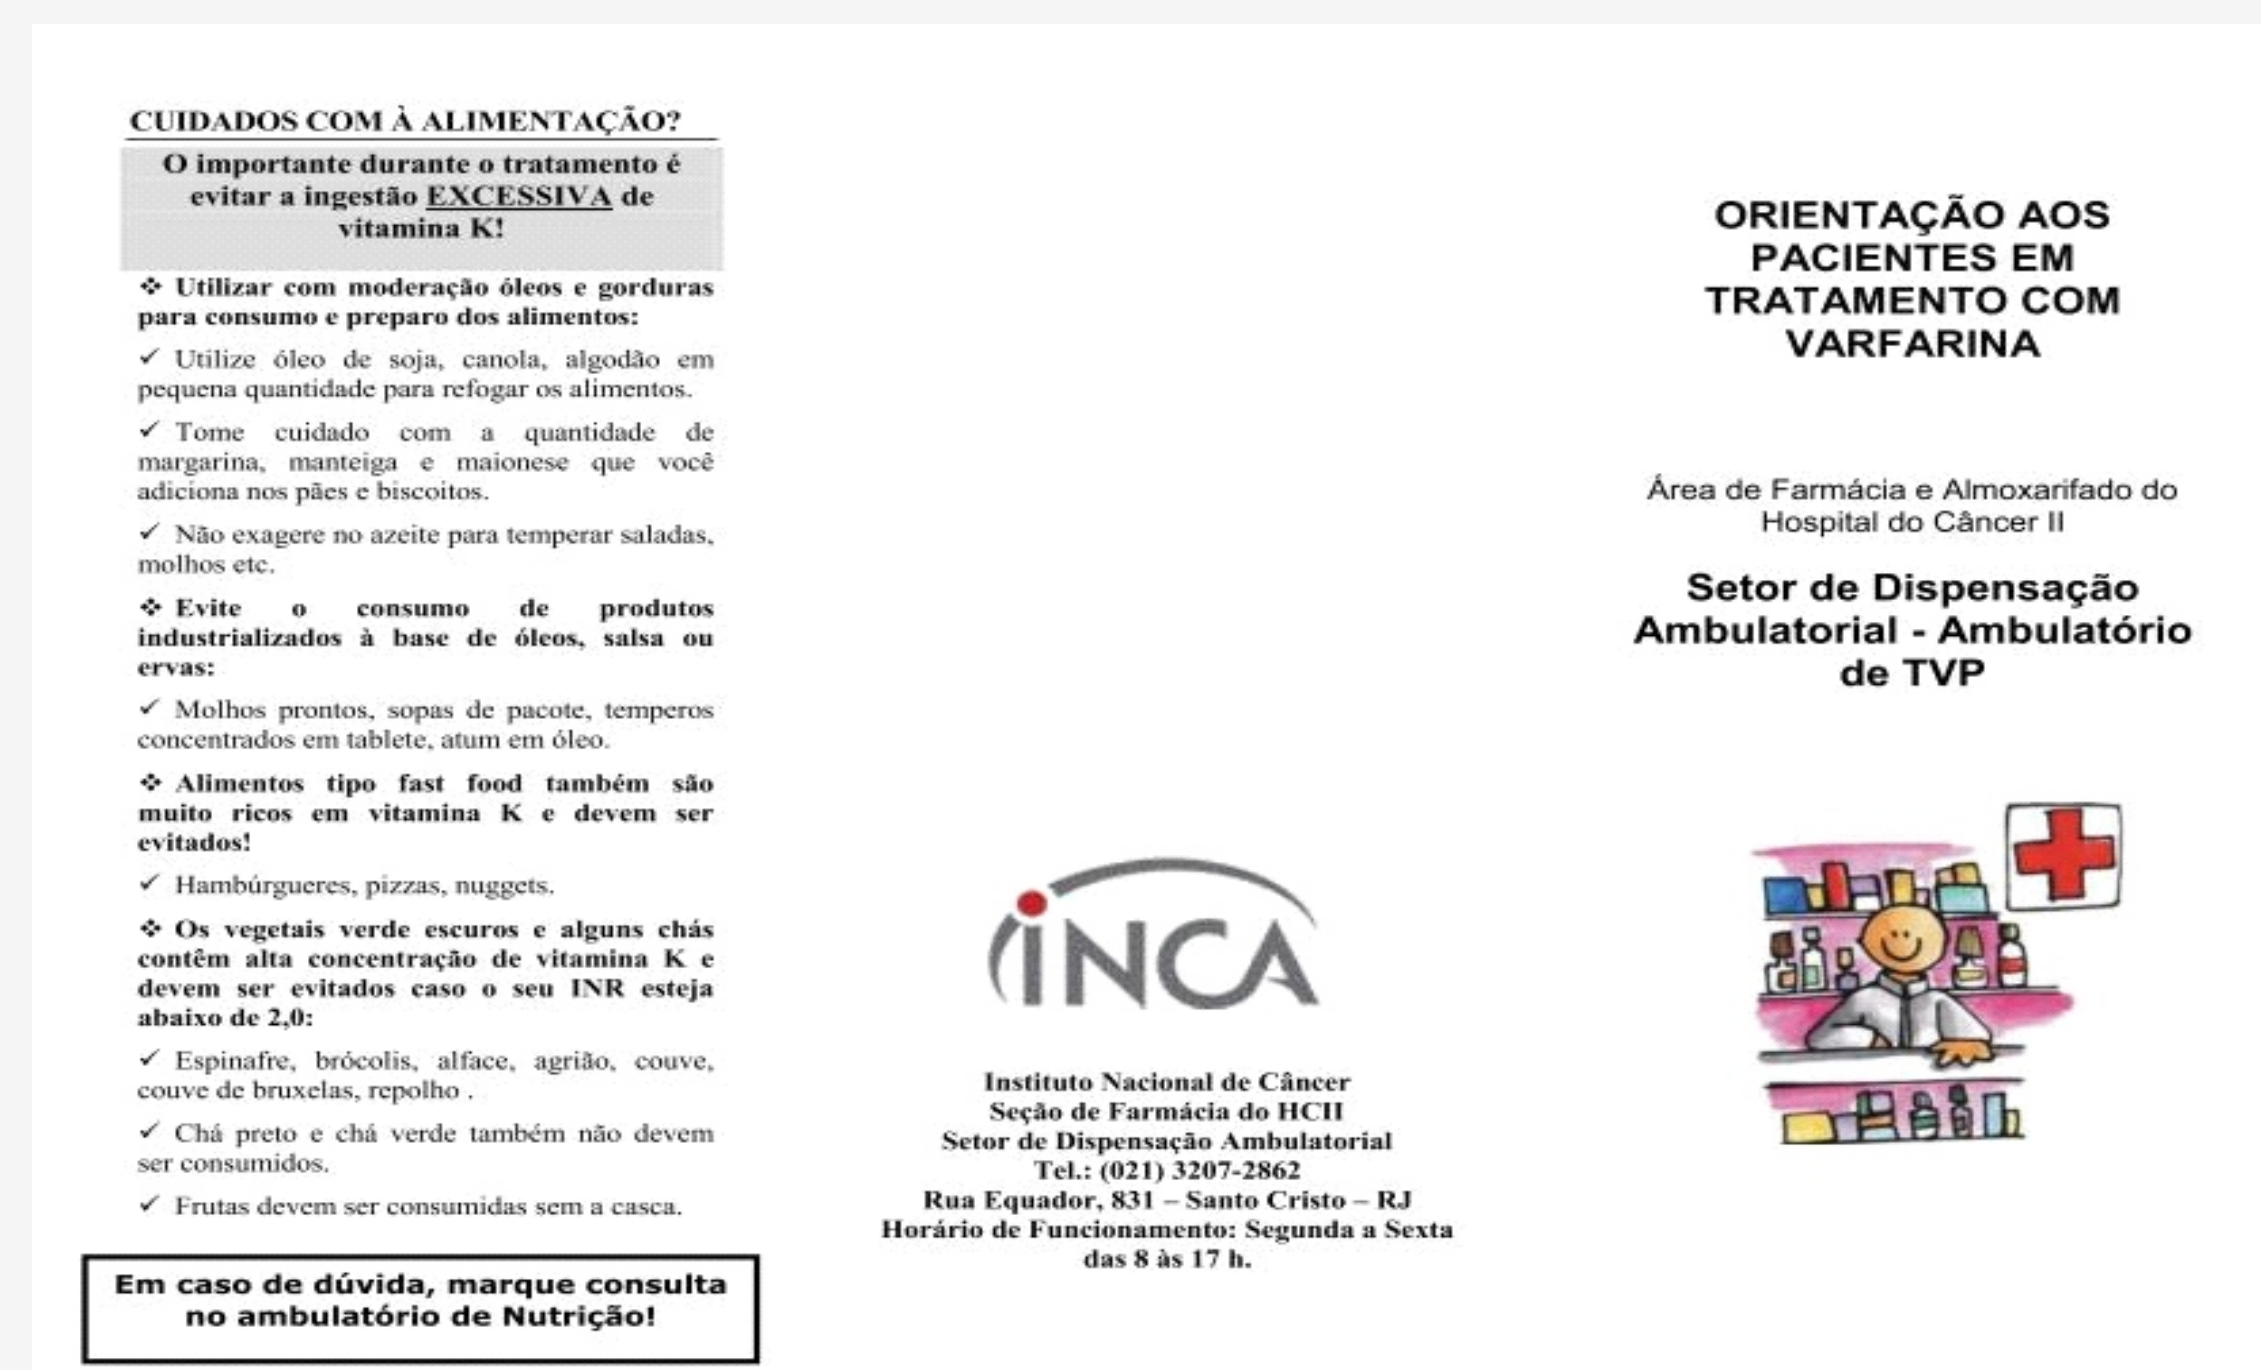 CUIDADOS COM À ALIMENTAÇÃO?
O importante durante o tratamento é
evitar a ingestão EXCESSIVA de
vitamina K!
❖ Utilizar com moderação óleos e gorduras
para consumo e preparo dos alimentos:
✓ Utilize óleo de soja, canola, algodão em
pequena quantidade para refogar os alimentos.
✓ Tome cuidado com a quantidade de
margarina, manteiga e maionese que você
adiciona nos pães e biscoitos.
✓ Não exagere no azeite para temperar saladas,
molhos etc.
❖ Evite o consumo de produtos
industrializados à base de óleos, salsa ou
ervas:
✓ Molhos prontos, sopas de pacote, temperos
concentrados em tablete, atum em óleo.
❖ Alimentos tipo fast food também são
muito ricos em vitamina K e devem ser
evitados!
✓ Hambúrgueres, pizzas, nuggets.
❖ Os vegetais verde escuros e alguns chás
contêm alta concentração de vitamina K e
devem ser evitados caso o seu INR esteja
abaixo de 2,0:
✓ Espinafre, brócolis, alface, agrião, couve,
couve de bruxelas, repolho .
✓ Chá preto e chá verde também não devem
ser consumidos.
✓ Frutas devem ser consumidas sem a casca.
Em caso de dúvida, marque consulta
no ambulatório de Nutrição!
INCA
Instituto Nacional de Câncer
Seção de Farmácia do HCII
Setor de Dispensação Ambulatorial
Tel.: (021) 3207-2862
Rua Equador, 831 – Santo Cristo – RJ
Horário de Funcionamento: Segunda a Sexta
das 8 às 17 h.
ORIENTAÇÃO AOS
PACIENTES EM
TRATAMENTO COM
VARFARINA
Área de Farmácia e Almoxarifado do
Hospital do Câncer II
Setor de Dispensação
Ambulatorial - Ambulatório
de TVP